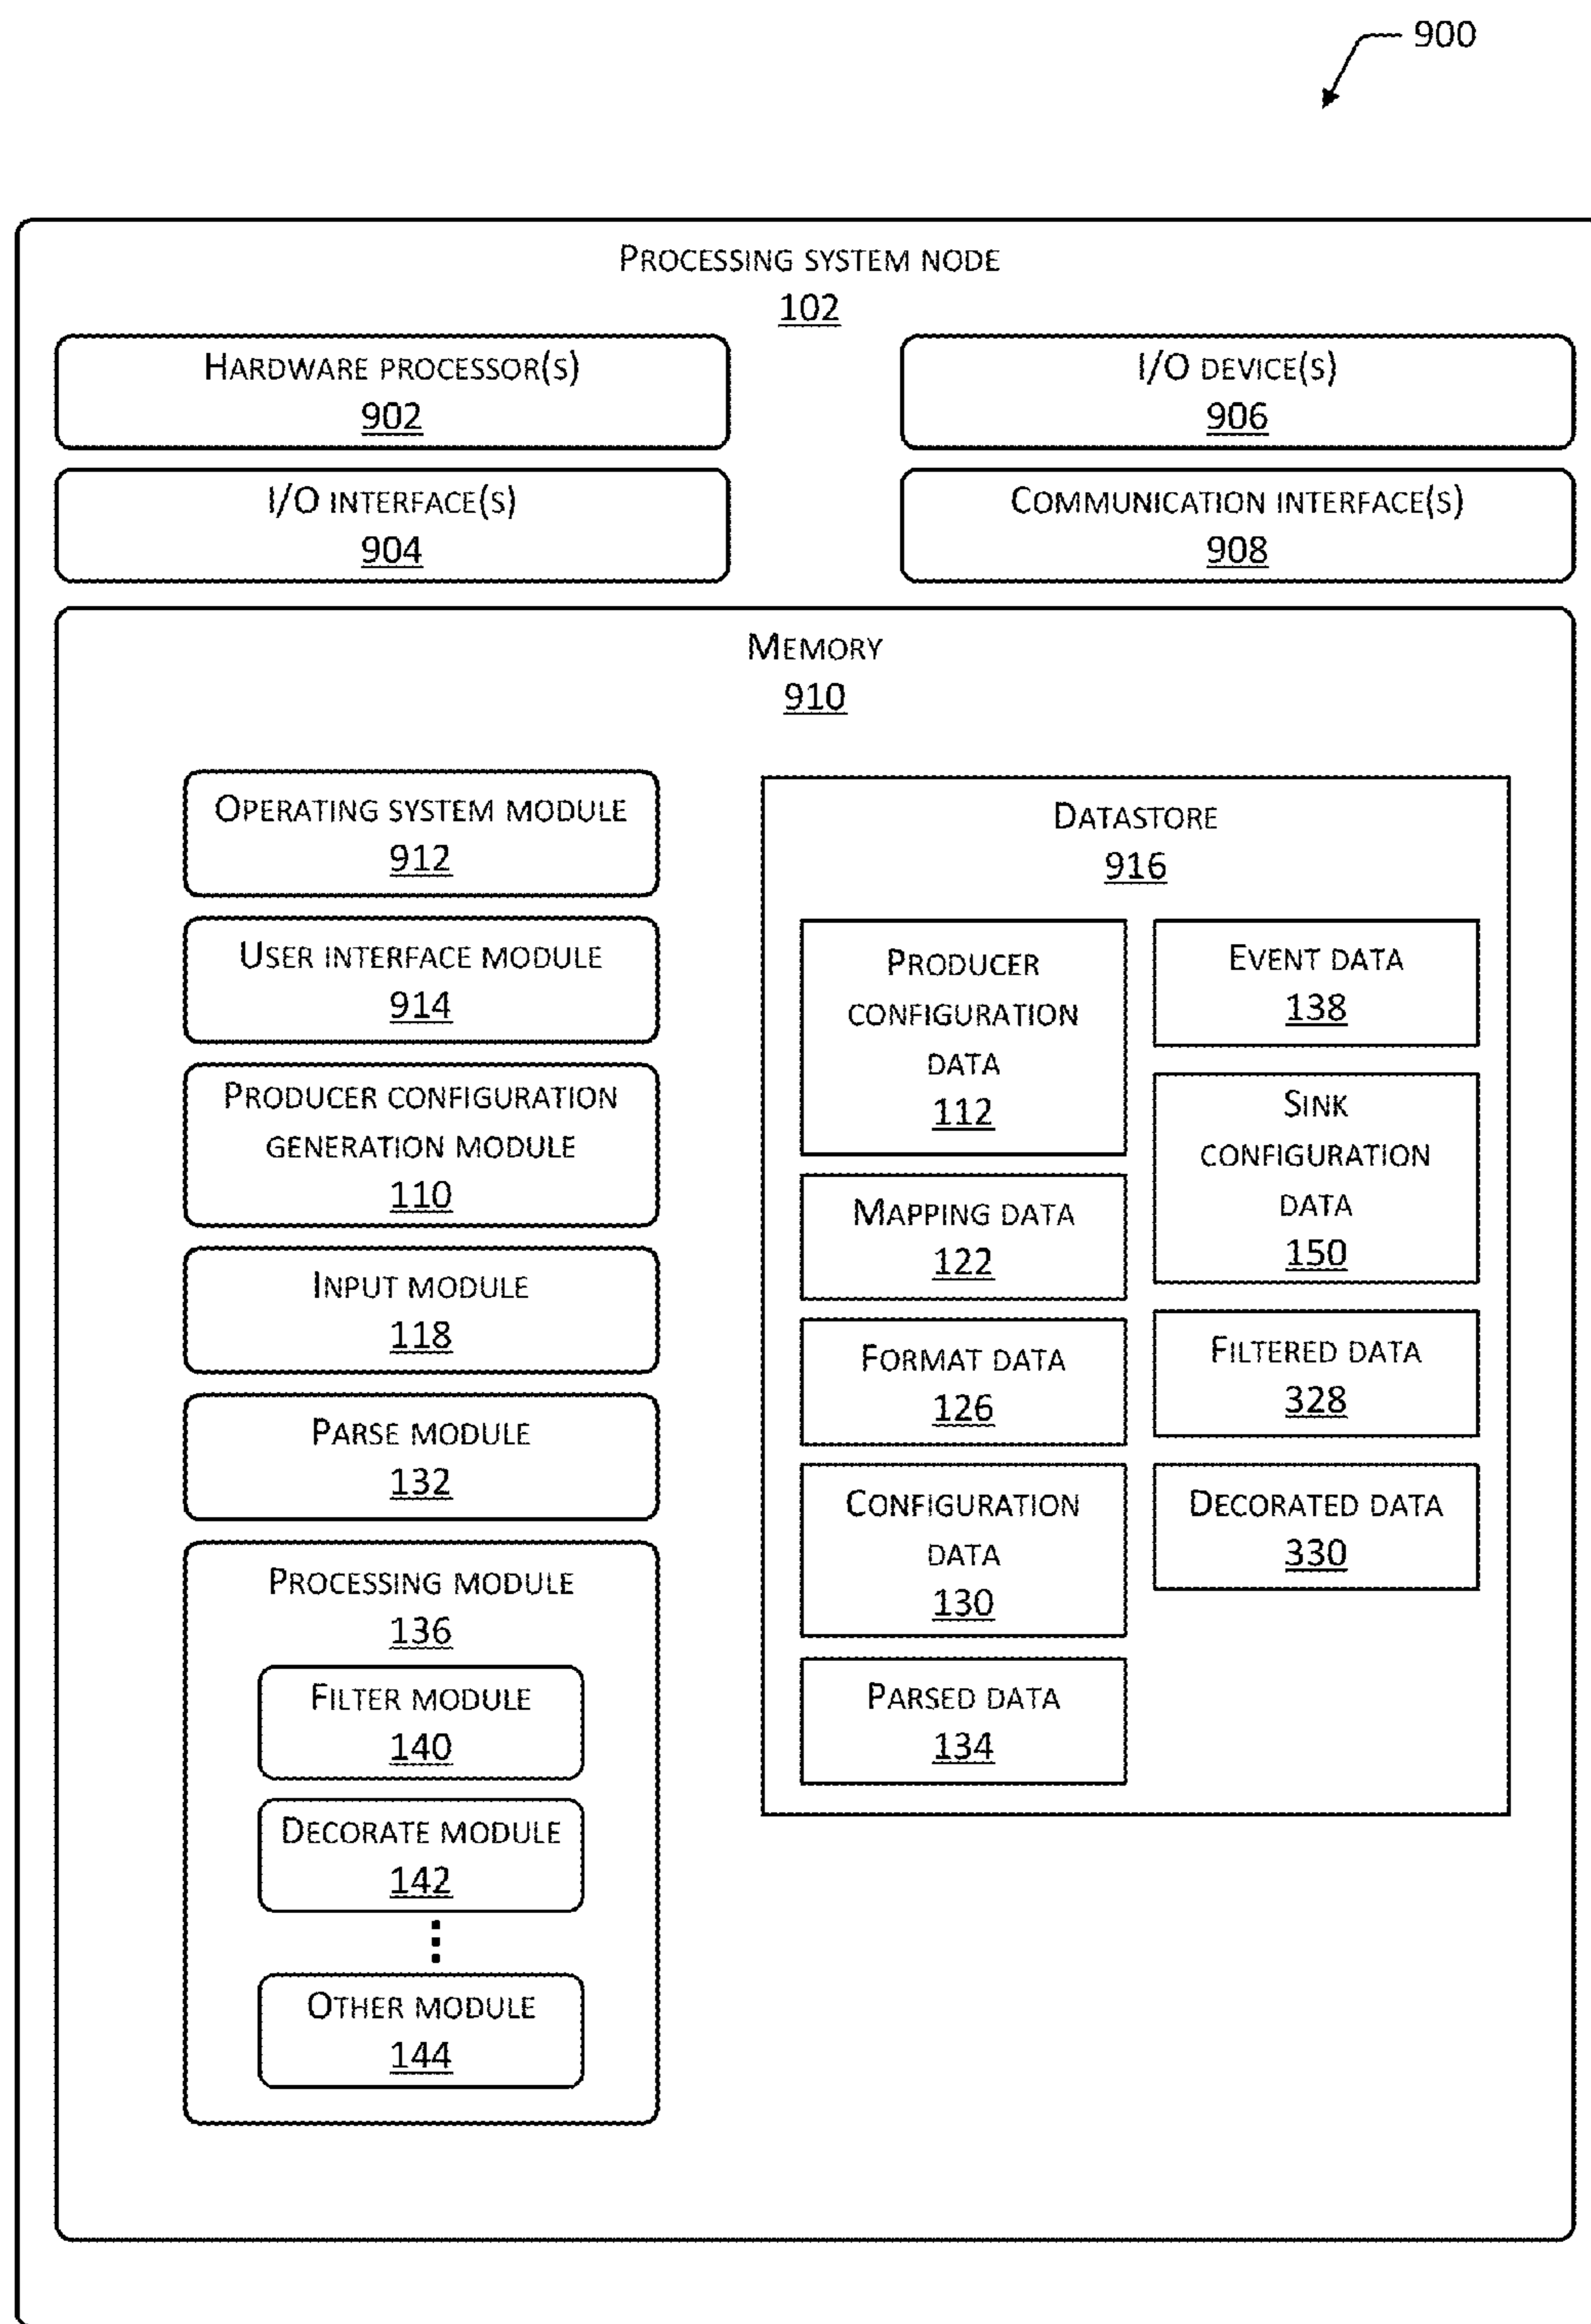 900
PROCESSING SYSTEM NODE
102
HARDWARE PROCESSOR(S)
902
I/O DEVICE(S)
906
I/O INTERFACE(S)
904
COMMUNICATION INTERFACE(S)
908
MEMORY
910
OPERATING SYSTEM MODULE
912
USER INTERFACE MODULE
914
PRODUCER CONFIGURATION
GENERATION MODULE
110
INPUT MODULE
118
PARSE MODULE
132
PROCESSING MODULE
136
FILTER MODULE
140
DECORATE MODULE
142
OTHER MODULE
144
DATASTORE
916
PRODUCER
CONFIGURATION
DATA
112
MAPPING DATA
122
FORMAT DATA
126
CONFIGURATION
DATA
130
PARSED DATA
134
EVENT DATA
138
SINK
CONFIGURATION
DATA
150
FILTERED DATA
328
DECORATED DATA
330